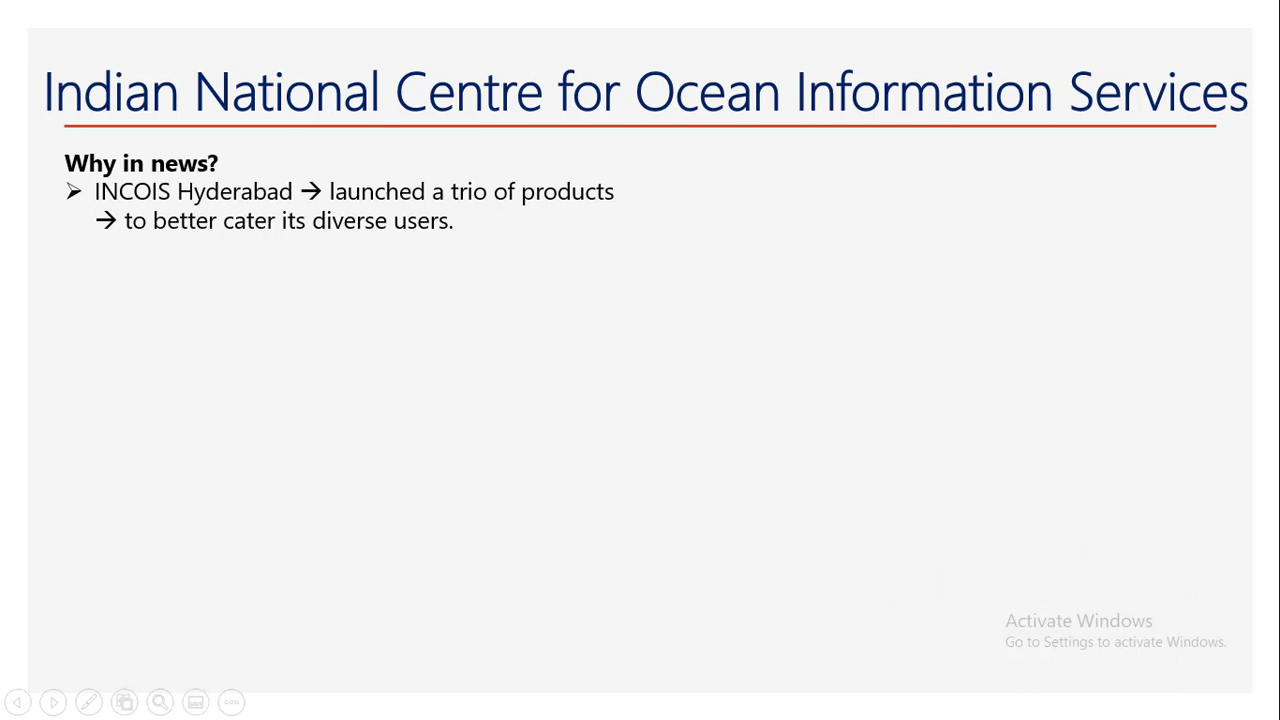 Indian National Centre for Ocean Information Services
Why in news?
➢ INCOIS Hyderabad → launched a trio of products
→ to better cater its diverse users.
Activate Windows
Go to Settings to activate Windows.